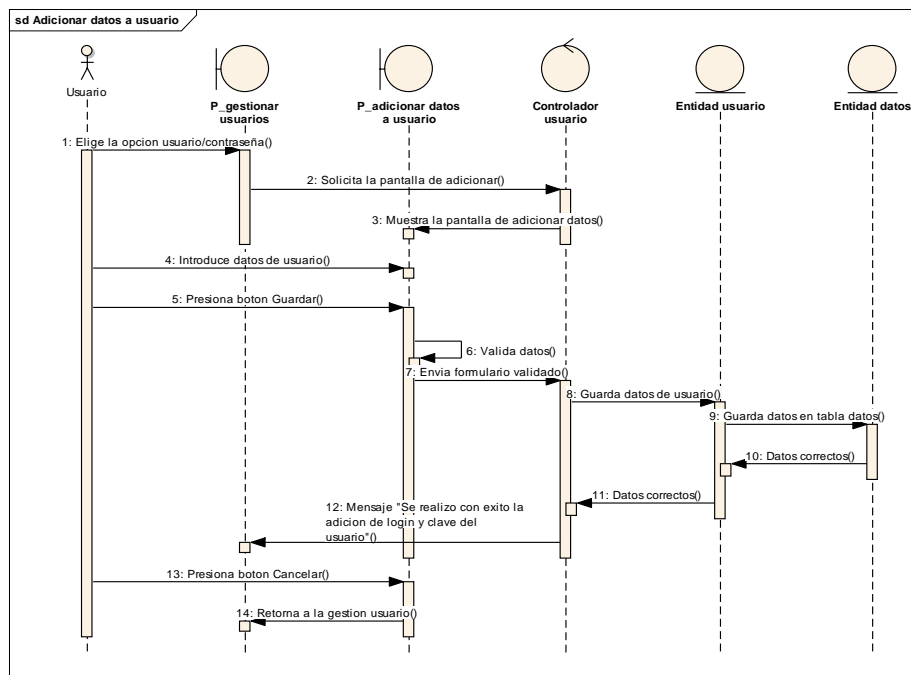 sd Adicionar datos a usuario
Usuario
P_gestionar
usuarios
P_adicionar datos
a usuario
Controlador
usuario
Entidad usuario
Entidad datos
1: Elige la opcion usuario/contraseña()
2: Solicita la pantalla de adicionar()
3: Muestra la pantalla de adicionar datos()
4: Introduce datos de usuario()
5: Presiona boton Guardar()
6: Valida datos()
7: Envia formulario validado()
8: Guarda datos de usuario()
9: Guarda datos en tabla datos()
10: Datos correctos()
11: Datos correctos()
12: Mensaje "Se realizo con exito la
adicion de login y clave del
usuario"()
13: Presiona boton Cancelar()
14: Retorna a la gestion usuario()